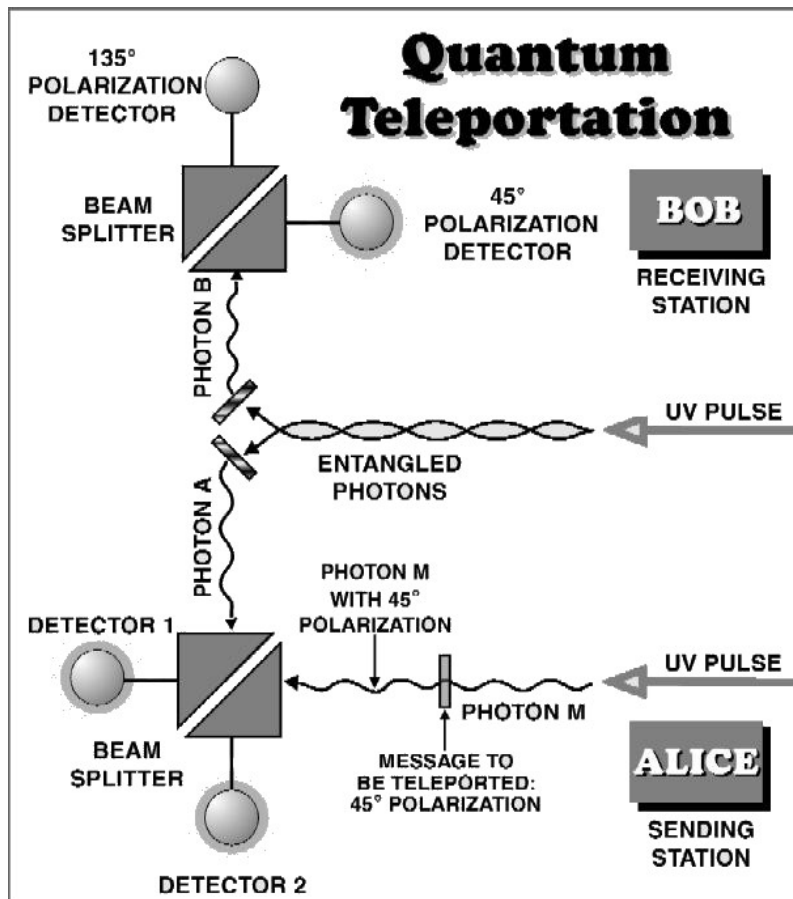 Quantum
Teleportation
135°
POLARIZATION
DETECTOR
BEAM
SPLITTER
45°
POLARIZATION
DETECTOR
BOB
RECEIVING
STATION
PHOTON B
UV PULSE
ENTANGLED
PHOTONS
PHOTON A
PHOTON M
WITH 45°
POLARIZATION
DETECTOR 1
UV PULSE
PHOTON M
BEAM
SPLITTER
MESSAGE TO
BE TELEPORTED:
45° POLARIZATION
ALICE
SENDING
STATION
DETECTOR 2